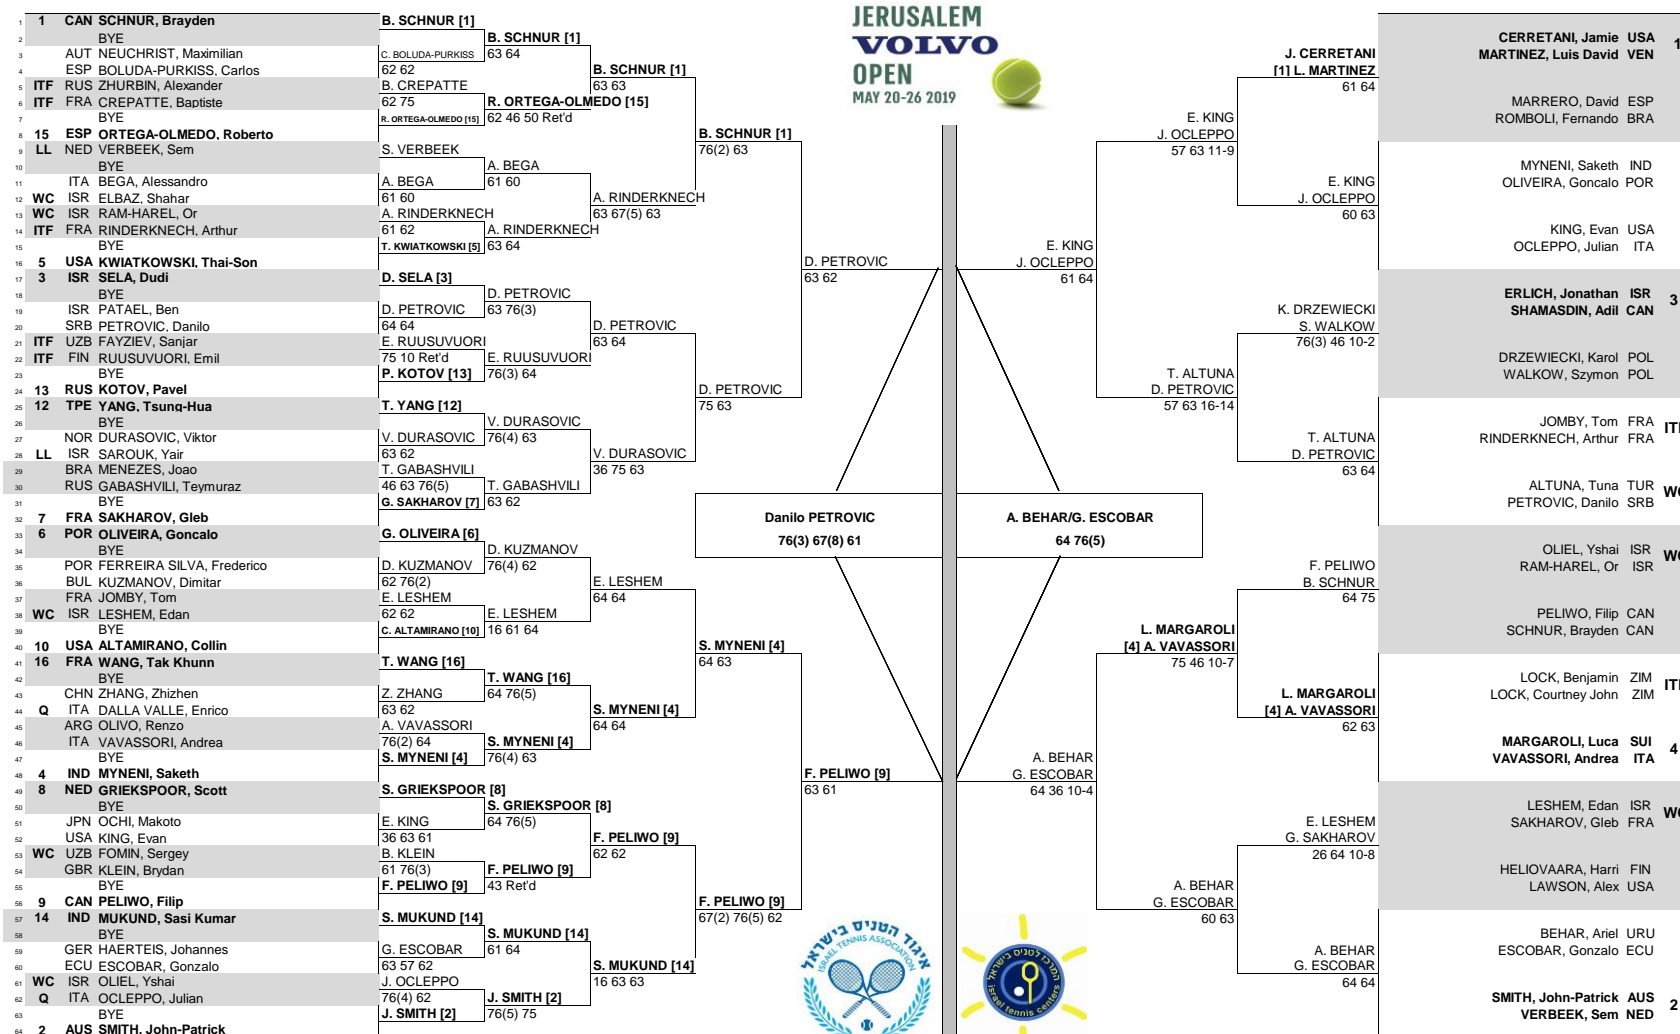 JERUSALEM
VOLVO
OPEN
MAY 20-26 2019
1 1 CAN SCHNUR, Brayden
2 BYE
3 AUT NEUCHRIST, Maximilian
4 ESP BOLUDA-PURKISS, Carlos
5 ITF RUS ZHURBIN, Alexander
6 ITF FRA CREPATTE, Baptiste
7 BYE
8 15 ESP ORTEGA-OLMEDO, Roberto
9 LL NED VERBEEK, Sem
10 BYE
11 ITA BEGA, Alessandro
12 WC ISR ELBAZ, Shahar
13 WC ISR RAM-HAREL, Or
14 ITF FRA RINDERKNECH, Arthur
15 BYE
16 5 USA KWIATKOWSKI, Thai-Son
17 3 ISR SELA, Dudi
18 BYE
19 ISR PATAEL, Ben
20 SRB PETROVIC, Danilo
21 ITF UZB FAYZIEV, Sanjar
22 ITF FIN RUUSUVUORI, Emil
23 BYE
24 13 RUS KOTOV, Pavel
25 12 TPE YANG, Tsung-Hua
26 BYE
27 NOR DURASOVIC, Viktor
28 LL ISR SAROUK, Yair
29 BRA MENEZES, Joao
30 RUS GABASHVILI, Teymuraz
31 BYE
32 7 FRA SAKHAROV, Gleb
33 6 POR OLIVEIRA, Goncalo
34 BYE
35 POR FERREIRA SILVA, Frederico
36 BUL KUZMANOV, Dimitar
37 FRA JOMBY, Tom
38 WC ISR LESHEM, Edan
39 BYE
40 10 USA ALTAMIRANO, Collin
41 16 FRA WANG, Tak Khunn
42 BYE
43 CHN ZHANG, Zhizhen
44 Q ITA DALLA VALLE, Enrico
45 ARG OLIVO, Renzo
46 ITA VAVASSORI, Andrea
47 BYE
48 4 IND MYNENI, Saketh
49 8 NED GRIEKSPOOR, Scott
50 BYE
51 JPN OCHI, Makoto
52 USA KING, Evan
53 WC UZB FOMIN, Sergey
54 GBR KLEIN, Brydan
55 BYE
56 9 CAN PELIWO, Filip
57 14 IND MUKUND, Sasi Kumar
58 BYE
59 GER HAERTEIS, Johannes
60 ECU ESCOBAR, Gonzalo
61 WC ISR OLIEL, Yshai
62 Q ITA OCLEPPO, Julian
63 BYE
64 2 AUS SMITH, John-Patrick
B. SCHNUR [1]
C. BOLUDA-PURKISS
62 62
B. CREPATTE
62 75
R. ORTEGA-OLMEDO [15]
S. VERBEEK
A. BEGA
61 60
A. RINDERKNECH
61 62
T. KWIATKOWSKI [5]
D. SELA [3]
D. PETROVIC
64 64
E. RUUSUVUORI
75 10 Ret'd
P. KOTOV [13]
T. YANG [12]
V. DURASOVIC
63 62
T. GABASHVILI
46 63 76(5)
G. SAKHAROV [7]
G. OLIVEIRA [6]
D. KUZMANOV
62 76(2)
E. LESHEM
62 62
C. ALTAMIRANO [10]
T. WANG [16]
Z. ZHANG
63 62
A. VAVASSORI
76(2) 64
S. MYNENI [4]
S. GRIEKSPOOR [8]
E. KING
36 63 61
B. KLEIN
61 76(3)
F. PELIWO [9]
S. MUKUND [14]
G. ESCOBAR
63 57 62
J. OCLEPPO
76(4) 62
J. SMITH [2]
B. SCHNUR [1]
63 64
R. ORTEGA-OLMEDO [15]
62 46 50 Ret'd
A. BEGA
61 60
A. RINDERKNECH
63 64
D. PETROVIC
63 76(3)
E. RUUSUVUORI
76(3) 64
V. DURASOVIC
76(4) 63
T. GABASHVILI
63 62
D. KUZMANOV
76(4) 62
E. LESHEM
16 61 64
T. WANG [16]
64 76(5)
S. MYNENI [4]
76(4) 63
S. GRIEKSPOOR [8]
64 76(5)
F. PELIWO [9]
43 Ret'd
S. MUKUND [14]
61 64
J. SMITH [2]
76(5) 75
B. SCHNUR [1]
63 63
A. RINDERKNECH
63 67(5) 63
D. PETROVIC
63 64
V. DURASOVIC
36 75 63
E. LESHEM
64 64
S. MYNENI [4]
64 64
F. PELIWO [9]
62 62
S. MUKUND [14]
16 63 63
B. SCHNUR [1]
76(2) 63
D. PETROVIC
75 63
S. MYNENI [4]
64 63
F. PELIWO [9]
67(2) 76(5) 62
D. PETROVIC
63 62
F. PELIWO [9]
63 61
Danilo PETROVIC
76(3) 67(8) 61
A. BEHAR/G. ESCOBAR
64 76(5)
E. KING
J. OCLEPPO
61 64
A. BEHAR
G. ESCOBAR
64 36 10-4
E. KING
J. OCLEPPO
57 63 11-9
T. ALTUNA
D. PETROVIC
57 63 16-14
L. MARGAROLI
[4] A. VAVASSORI
75 46 10-7
A. BEHAR
G. ESCOBAR
60 63
J. CERRETANI
[1] L. MARTINEZ
61 64
E. KING
J. OCLEPPO
60 63
K. DRZEWIECKI
S. WALKOW
76(3) 46 10-2
T. ALTUNA
D. PETROVIC
63 64
F. PELIWO
B. SCHNUR
64 75
L. MARGAROLI
[4] A. VAVASSORI
62 63
E. LESHEM
G. SAKHAROV
26 64 10-8
A. BEHAR
G. ESCOBAR
64 64
CERRETANI, Jamie USA 1
MARTINEZ, Luis David VEN
MARRERO, David ESP
ROMBOLI, Fernando BRA
MYNENI, Saketh IND
OLIVEIRA, Goncalo POR
KING, Evan USA
OCLEPPO, Julian ITA
ERLICH, Jonathan ISR 3
SHAMASDIN, Adil CAN
DRZEWIECKI, Karol POL
WALKOW, Szymon POL
JOMBY, Tom FRA
RINDERKNECH, Arthur FRA
ALTUNA, Tuna TUR
PETROVIC, Danilo SRB
OLIEL, Yshai ISR
RAM-HAREL, Or ISR
PELIWO, Filip CAN
SCHNUR, Brayden CAN
LOCK, Benjamin ZIM
LOCK, Courtney John ZIM
MARGAROLI, Luca SUI 4
VAVASSORI, Andrea ITA
LESHEM, Edan ISR
SAKHAROV, Gleb FRA
HELIOVAARA, Harri FIN
LAWSON, Alex USA
BEHAR, Ariel URU
ESCOBAR, Gonzalo ECU
SMITH, John-Patrick AUS 2
VERBEEK, Sem NED
איגוד הטניס בישראל
ISRAEL TENNIS ASSOCIATION
המרכז לטניס בישראל
israel tennis centers